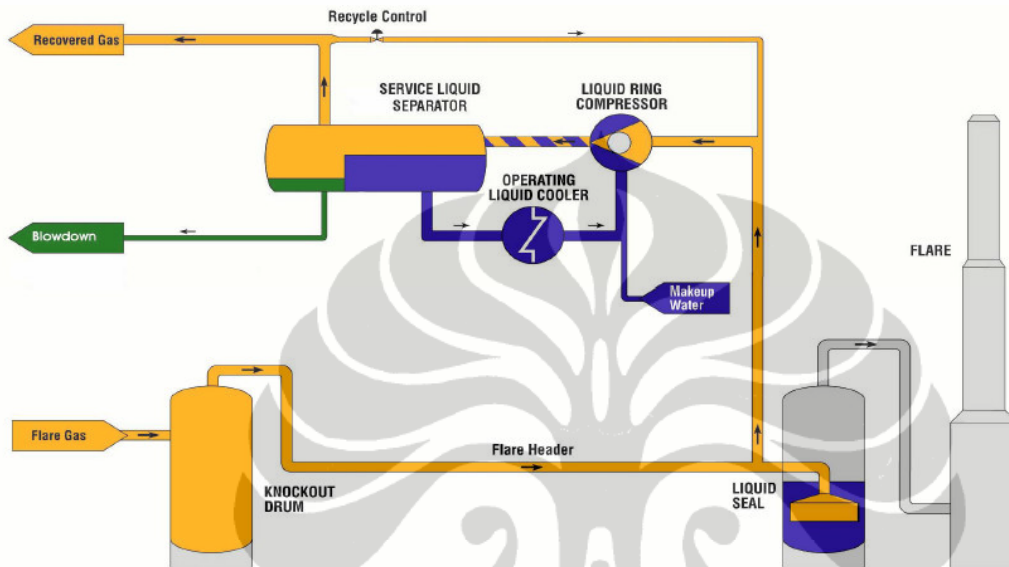 Recycle Control
Recovered Gas
SERVICE LIQUID
SEPARATOR
LIQUID RING
COMPRESSOR
OPERATING
LIQUID COOLER
Blowdown
FLARE
Makeup
Water
Flare Gas
Flare Header
KNOCKOUT
DRUM
LIQUID
SEAL